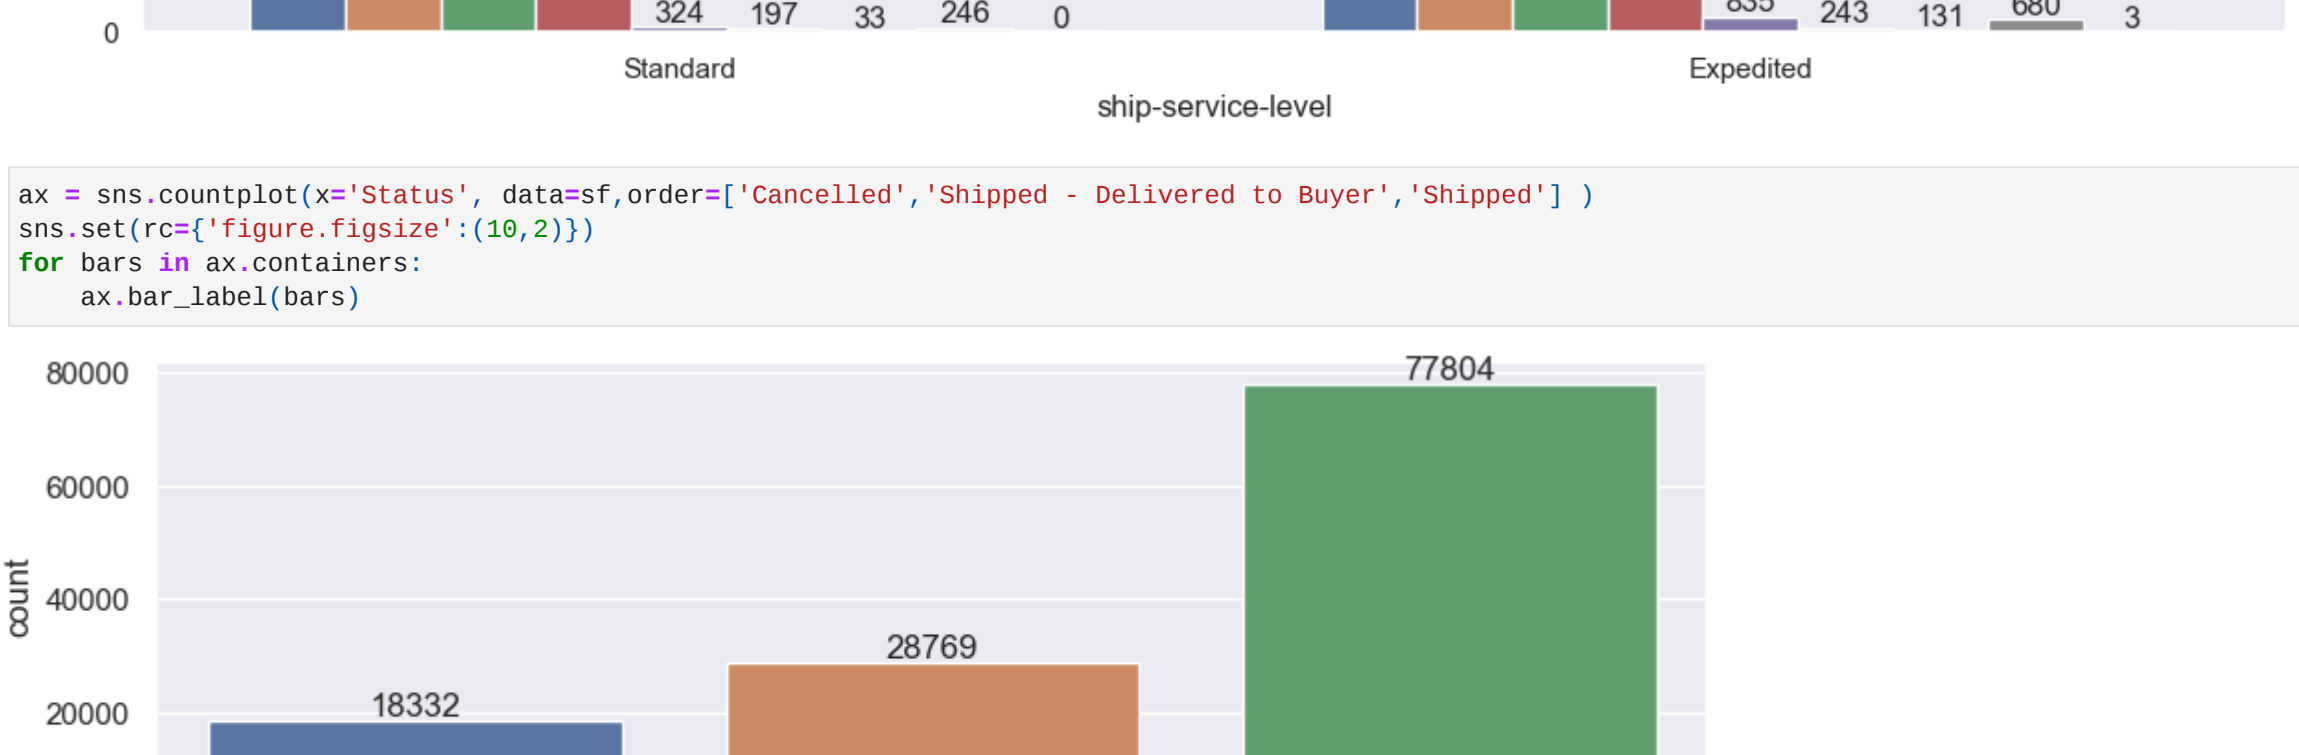 324 197 33 246 0 835 243 131 680 3
0
Standard Expedited
ship-service-level
ax = sns.countplot(x='Status', data=sf,order=['Cancelled','Shipped - Delivered to Buyer','Shipped'] )
sns.set(rc={'figure.figsize':(10,2)})
for bars in ax.containers:
    ax.bar_label(bars)
77804
80000
60000
count
40000
28769
18332
20000